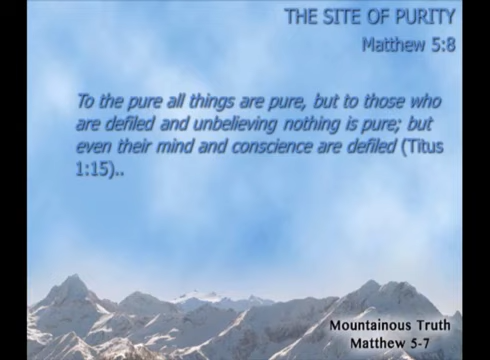 THE SITE OF PURITY
Matthew 5:8
To the pure all things are pure, but to those who
are defiled and unbelieving nothing is pure; but
even their mind and conscience are defiled (Titus
1:15)..
Mountainous Truth
Matthew 5-7